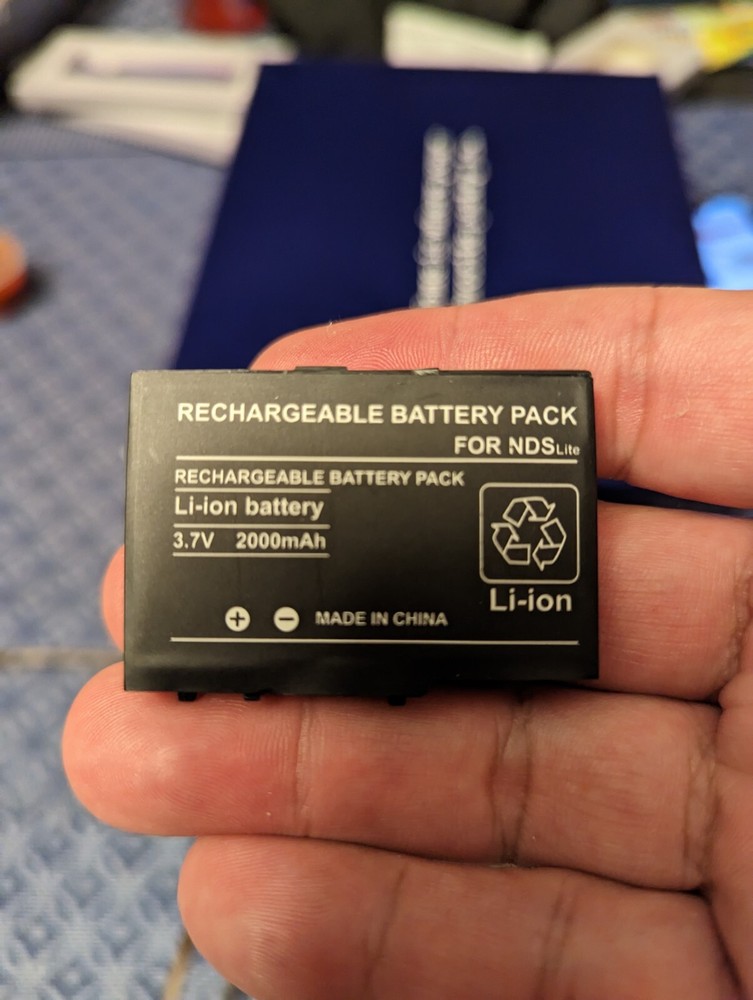 RECHARGEABLE BATTERY PACK
FOR NDSLite
RECHARGEABLE BATTERY PACK
Li-ion battery
3.7V 2000mAh
Li-ion
+ - MADE IN CHINA